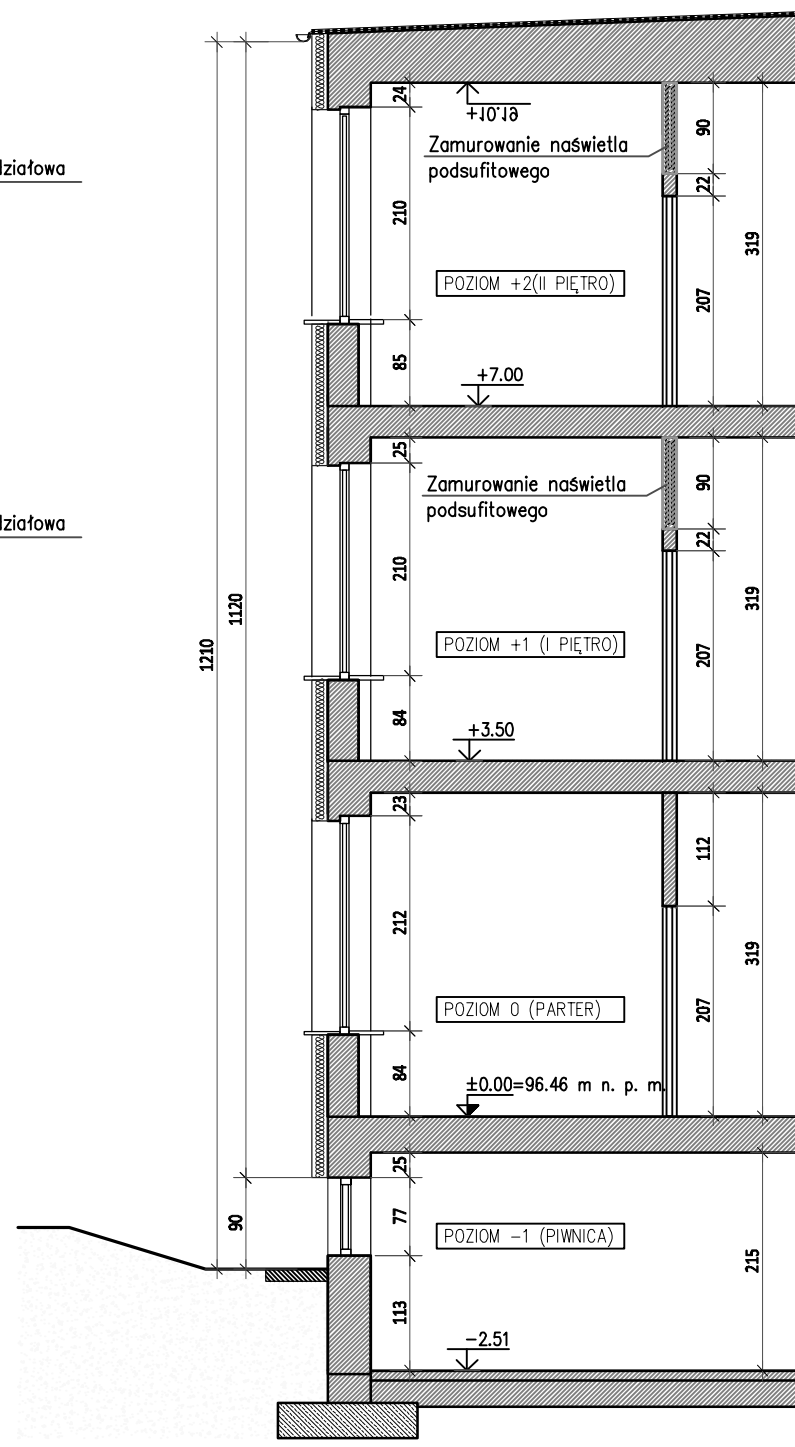 24
+10.19
90
Zamurowanie naświetla
podsufitowego
działowa
22
210
319
POZIOM +2(II PIĘTRO)
207
85
+7.00
25
Zamurowanie naświetla
podsufitowego
90
działowa
22
210
319
1120
1210
POZIOM +1 (I PIĘTRO)
207
84
+3.50
23
112
212
319
POZIOM 0 (PARTER)
207
84
±0.00=96.46 m n. p. m.
25
77
90
POZIOM -1 (PIWNICA)
215
113
-2.51